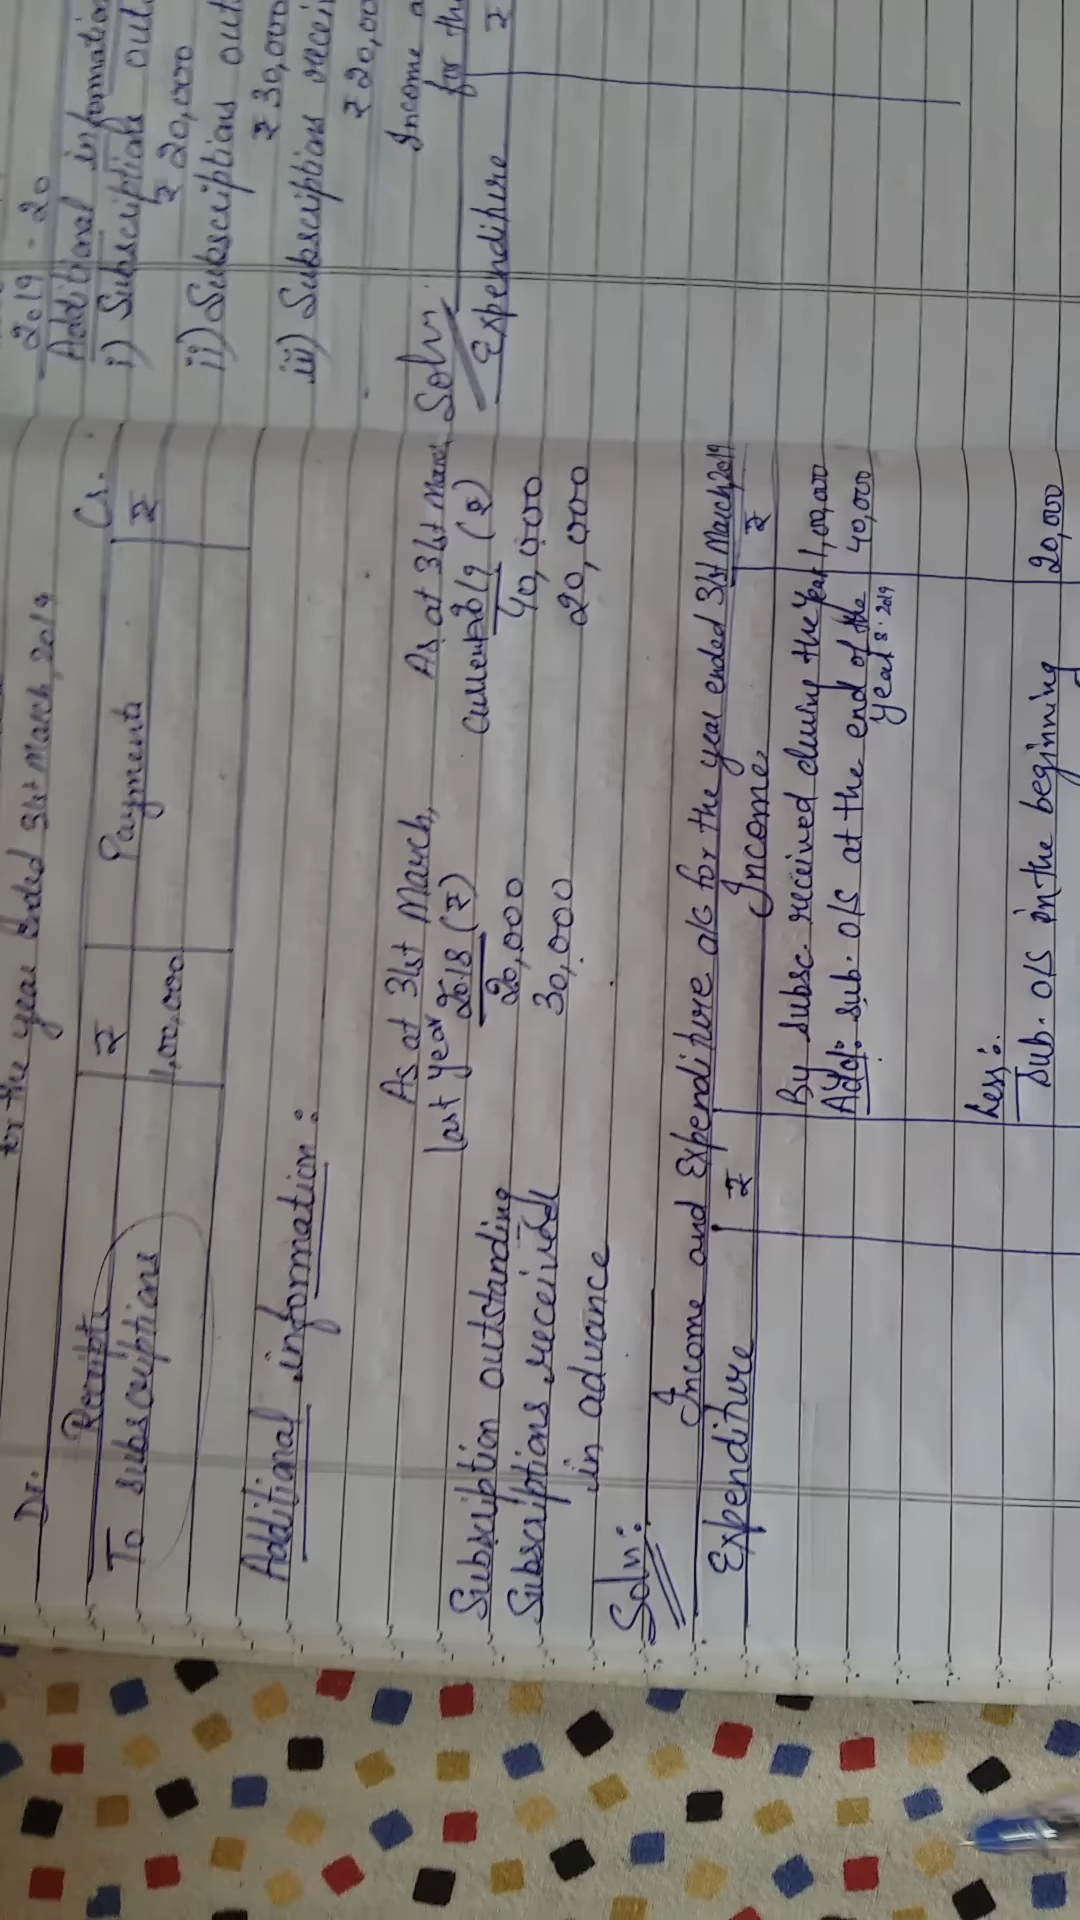 for the year Ended 31st March, 2019
Dr. Cr.
Receipts ₹ Payments ₹
To subscriptions 1,00,000
Additional information:
As at 31st March, As at 31st March,
last year 2018 (₹) current 2019 (₹)
Subscription outstanding 20,000 40,000
Subscriptions received 30,000 20,000
in advance
Soln:
Income and Expenditure a/c for the year ended 31st March, 2019
Expenditure ₹ Income ₹
By subsc. received during the Year 1,00,000
Add: sub. o/s at the end of the 40,000
year 2019
Less:
Sub. o/s in the beginning 20,000
2019-20
Additional information
i) Subscriptions out
₹ 20,000
ii) Subscriptions out
₹ 30,000
iii) Subscriptions recei
₹ 20,00
Soln: Income a
for the
Expenditure ₹